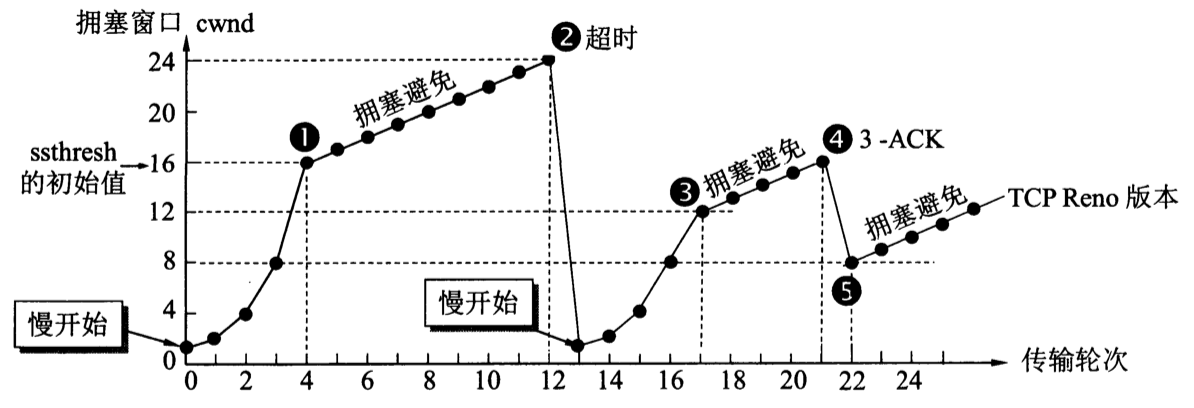 拥塞窗口 cwnd
❷ 超时
24
拥塞避免
20
❶
❹ 3 -ACK
ssthresh
的初始值
16
❸
拥塞避免
拥塞避免
TCP Reno 版本
12
8
❺
慢开始
慢开始
4
0
0 2 4 6 8 10 12 14 16 18 20 22 24
传输轮次